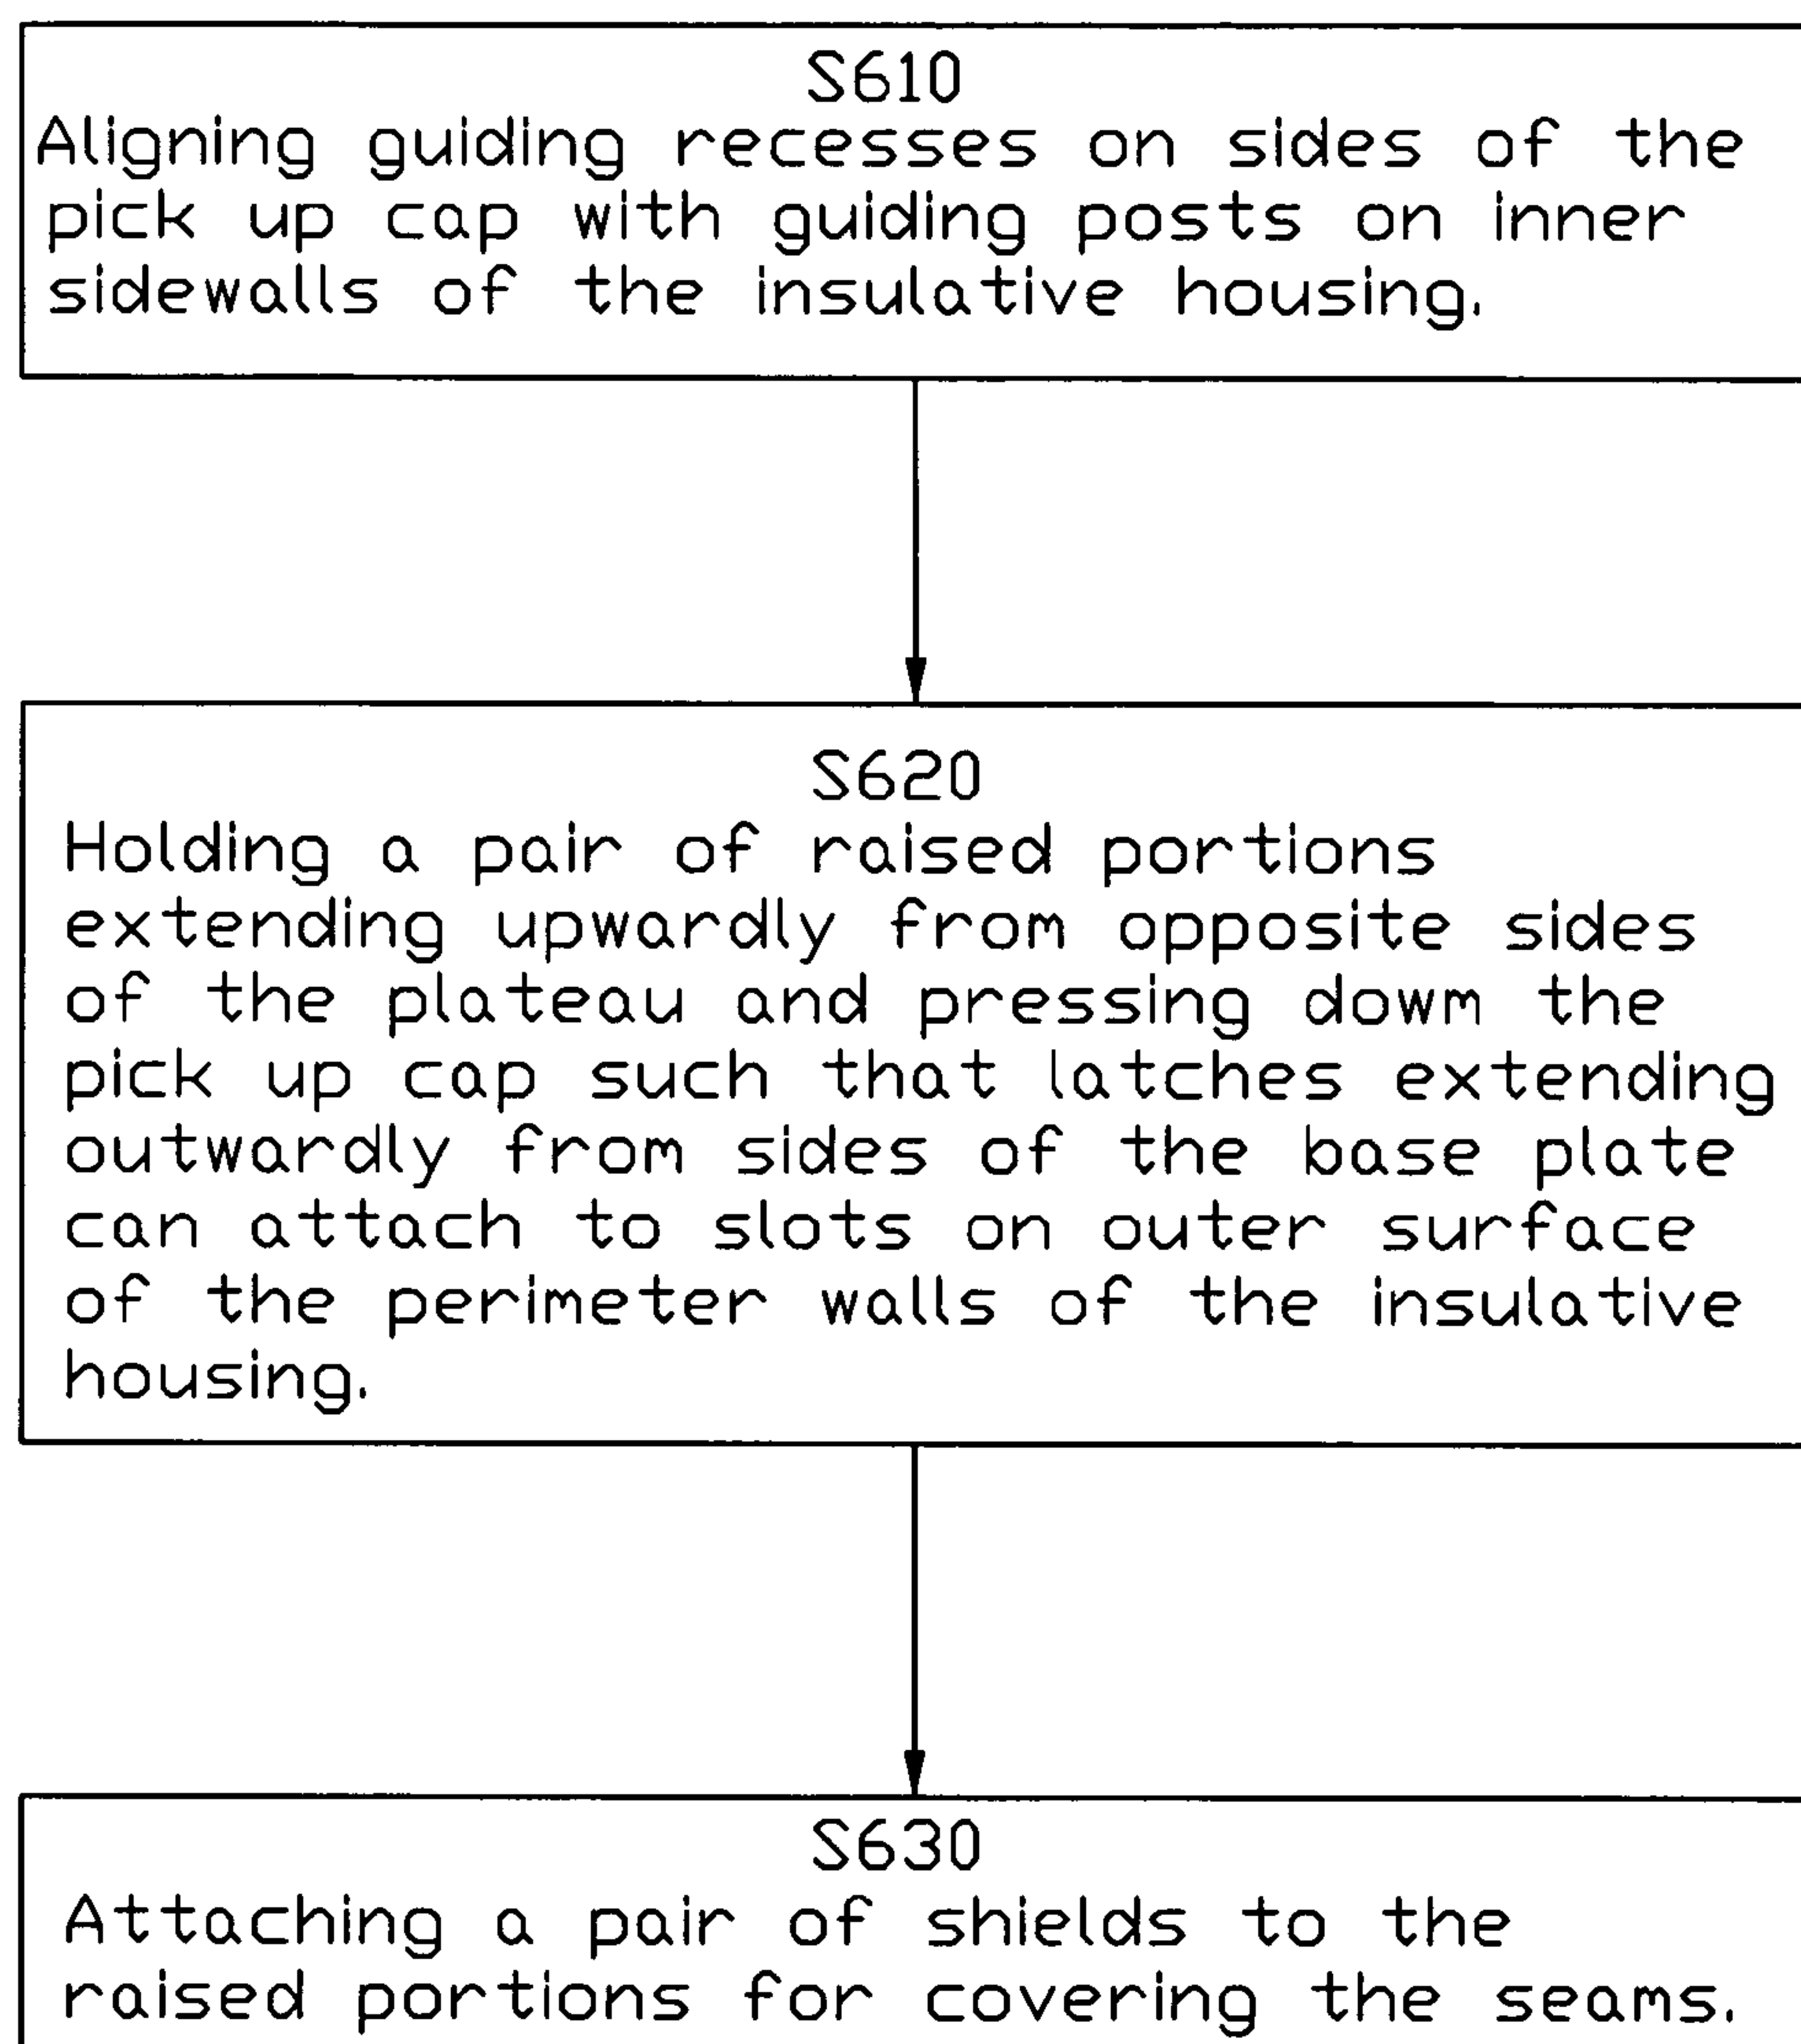 S610
Aligning guiding recesses on sides of the
pick up cap with guiding posts on inner
sidewalls of the insulative housing.
S620
Holding a pair of raised portions
extending upwardly from opposite sides
of the plateau and pressing dowm the
pick up cap such that latches extending
outwardly from sides of the base plate
can attach to slots on outer surface
of the perimeter walls of the insulative
housing.
S630
Attaching a pair of shields to the
raised portions for covering the seams.